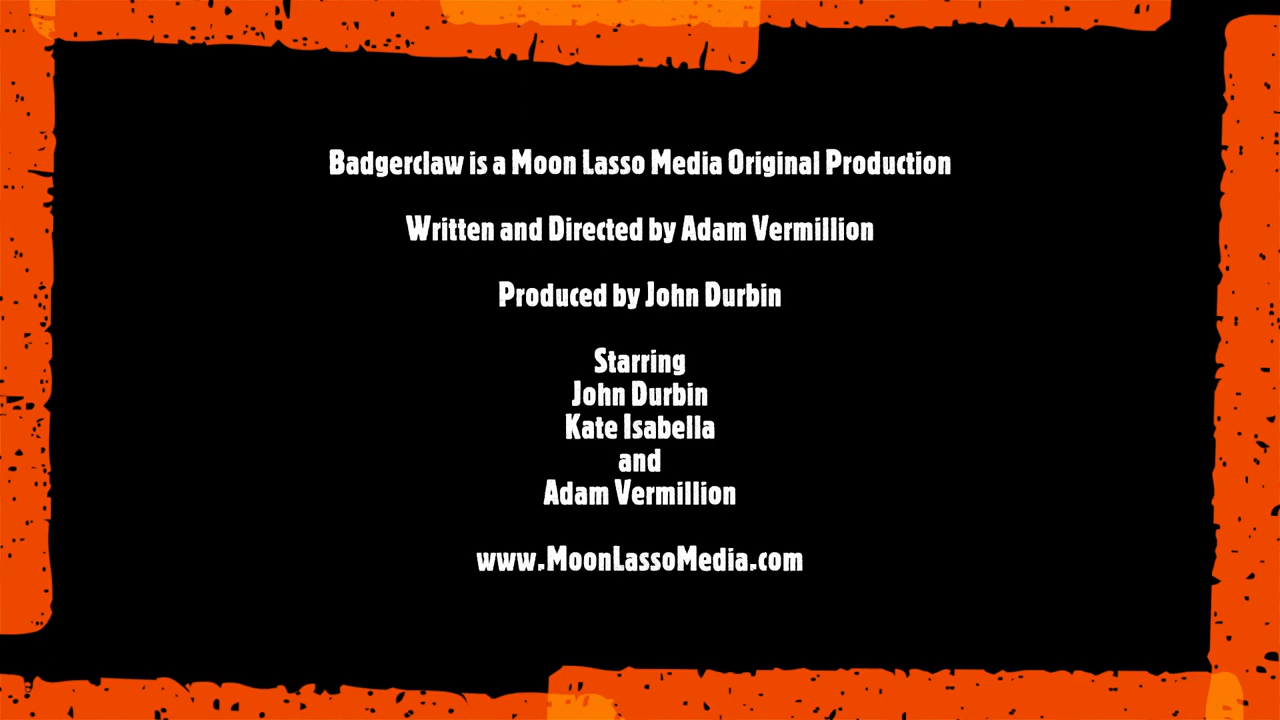 Badgerclaw is a Moon Lasso Media Original Production
Written and Directed by Adam Vermillion
Produced by John Durbin
Starring
John Durbin
Kate Isabella
and
Adam Vermillion
www.MoonLassoMedia.com